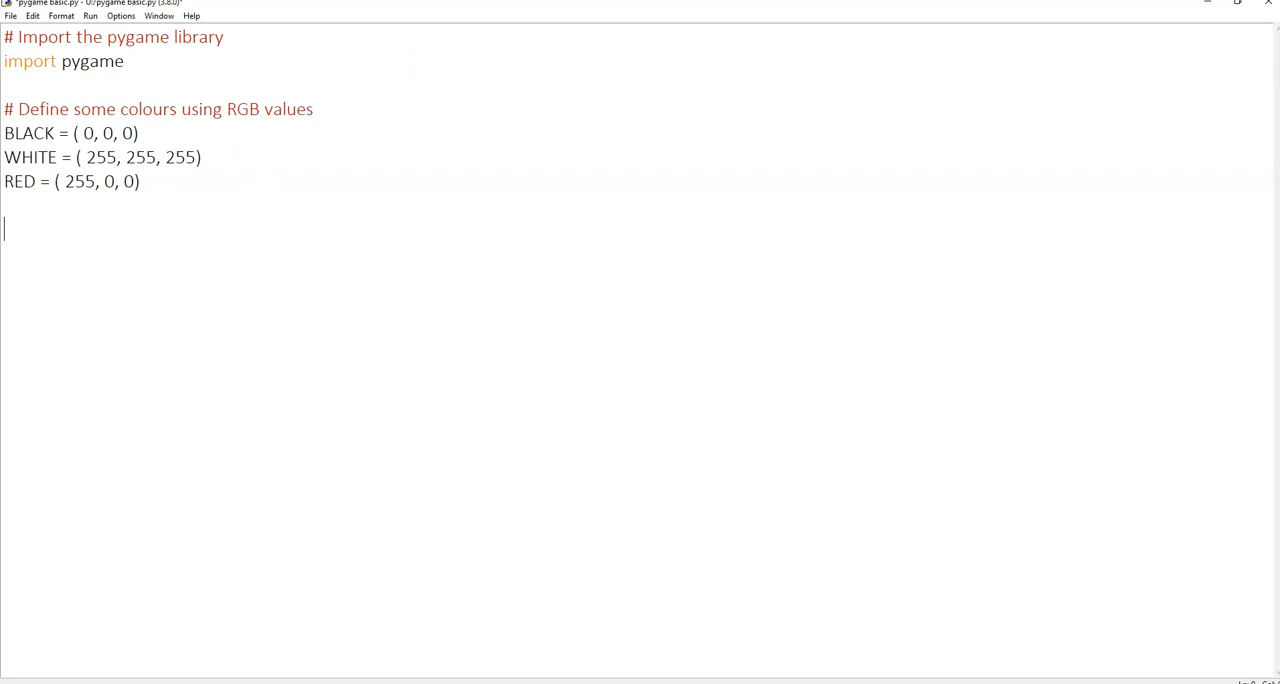 *pygame basic.py - U:/pygame basic.py (3.8.0)*
File Edit Format Run Options Window Help
# Import the pygame library
import pygame
# Define some colours using RGB values
BLACK = ( 0, 0, 0)
WHITE = ( 255, 255, 255)
RED = ( 255, 0, 0)